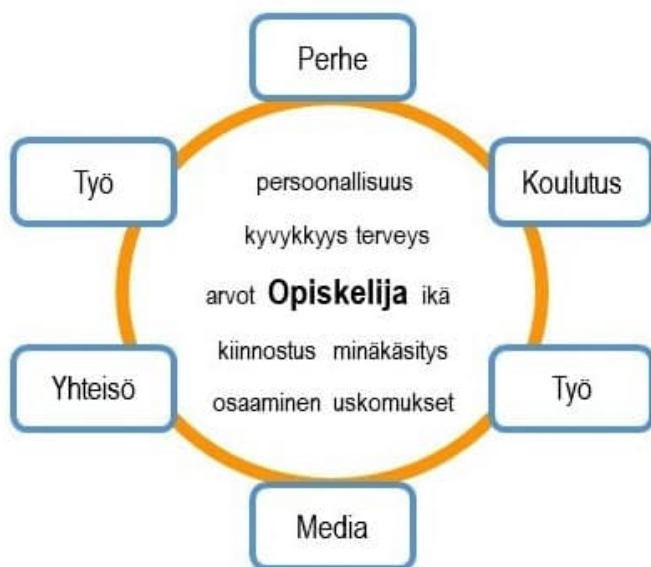 Perhe
Työ
Koulutus
persoonallisuus
kyvykkyys terveys
arvot Opiskelija ikä
kiinnostus minäkäsitys
osaaminen uskomukset
Yhteisö
Työ
Media